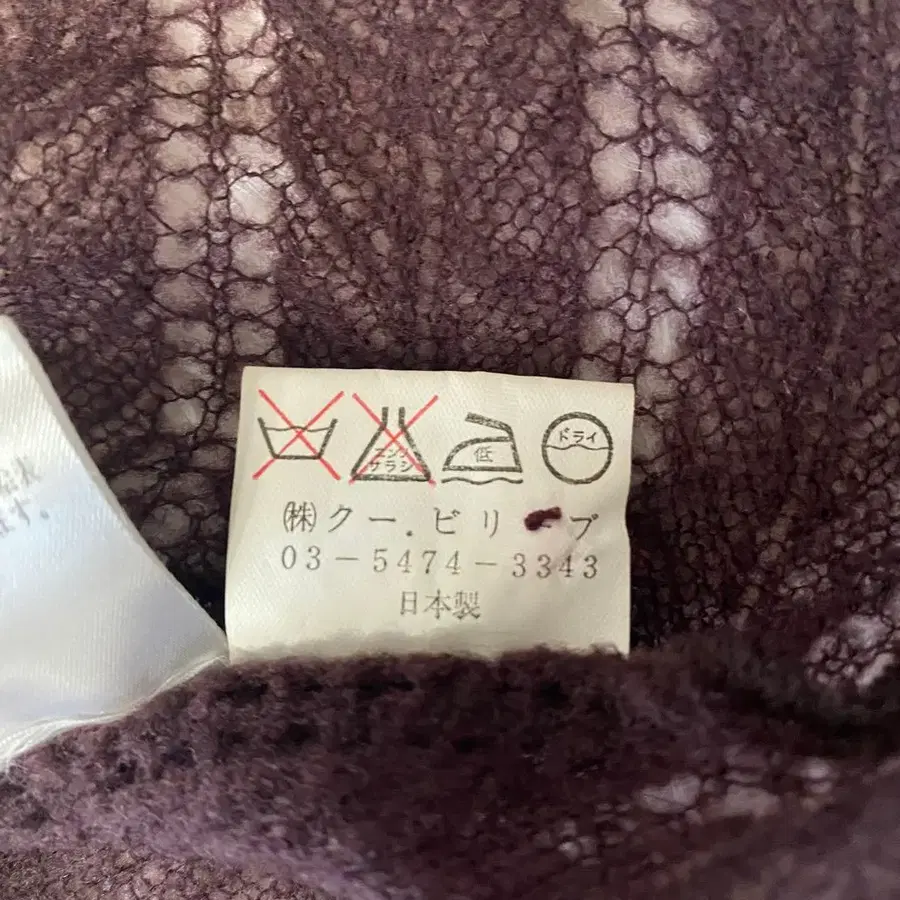 エンソ
サラシ
低
ドライ
㈱クー.ビリ ブ
03-5474-3343
日本製
す。